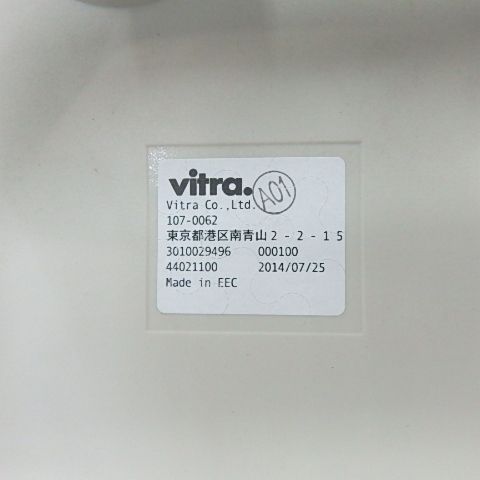 vitra.
A01
Vitra Co.,Ltd.
107-0062
東京都港区南青山２－２－１５
3010029496 000100
44021100 2014/07/25
Made in EEC